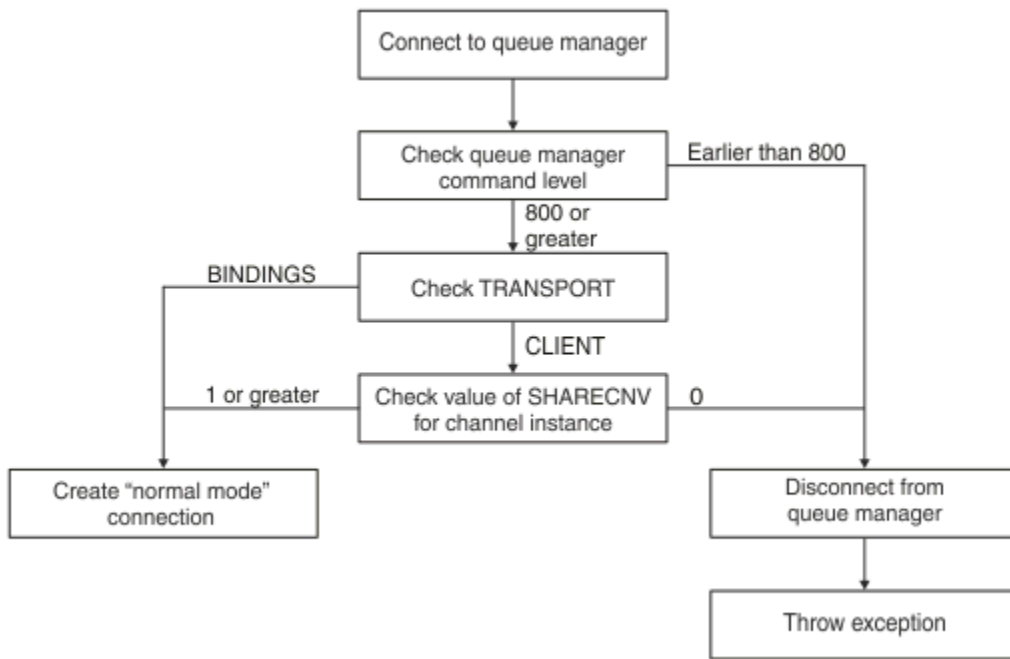 Connect to queue manager
Check queue manager
command level
Earlier than 800
800 or
greater
BINDINGS
Check TRANSPORT
CLIENT
1 or greater
Check value of SHARECNV
for channel instance
0
Create “normal mode”
connection
Disconnect from
queue manager
Throw exception